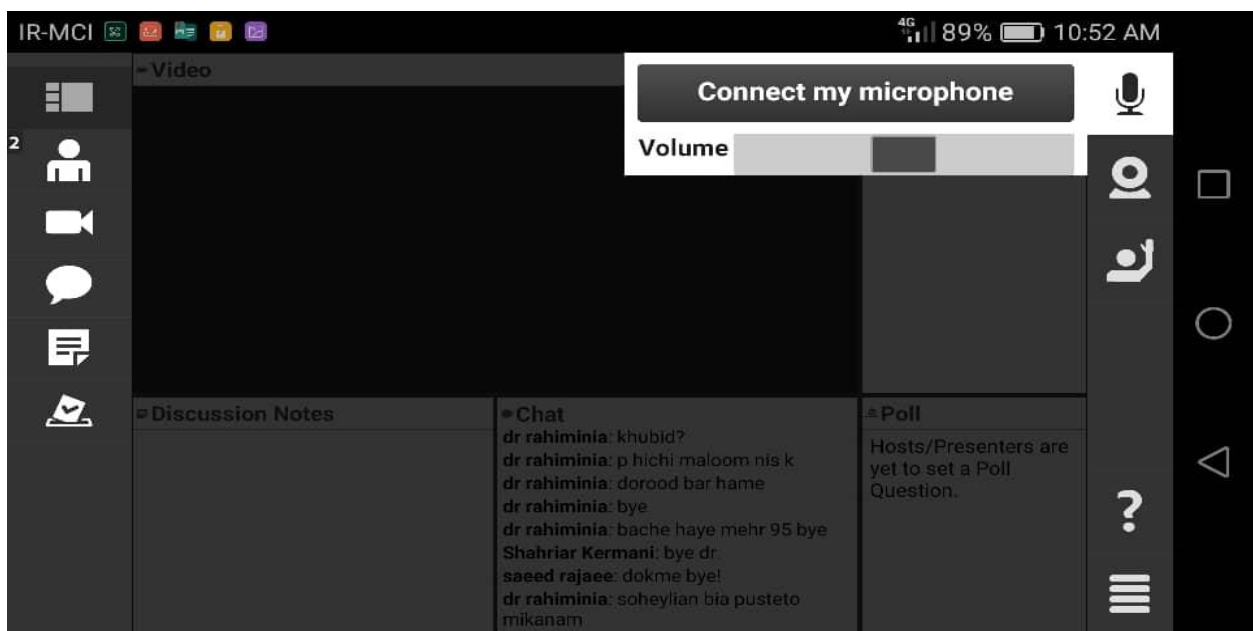 IR-MCI
4G
89%
10:52 AM
Video
Connect my microphone
Volume
2
Discussion Notes
Chat
dr rahiminia: khubid?
dr rahiminia: p hichi maloom nis k
dr rahiminia: dorood bar hame
dr rahiminia: bye
dr rahiminia: bache haye mehr 95 bye
Shahriar Kermani: bye dr.
saeed rajaee: dokme bye!
dr rahiminia: soheylian bia pusteto
mikanam
Poll
Hosts/Presenters are
yet to set a Poll
Question.
?